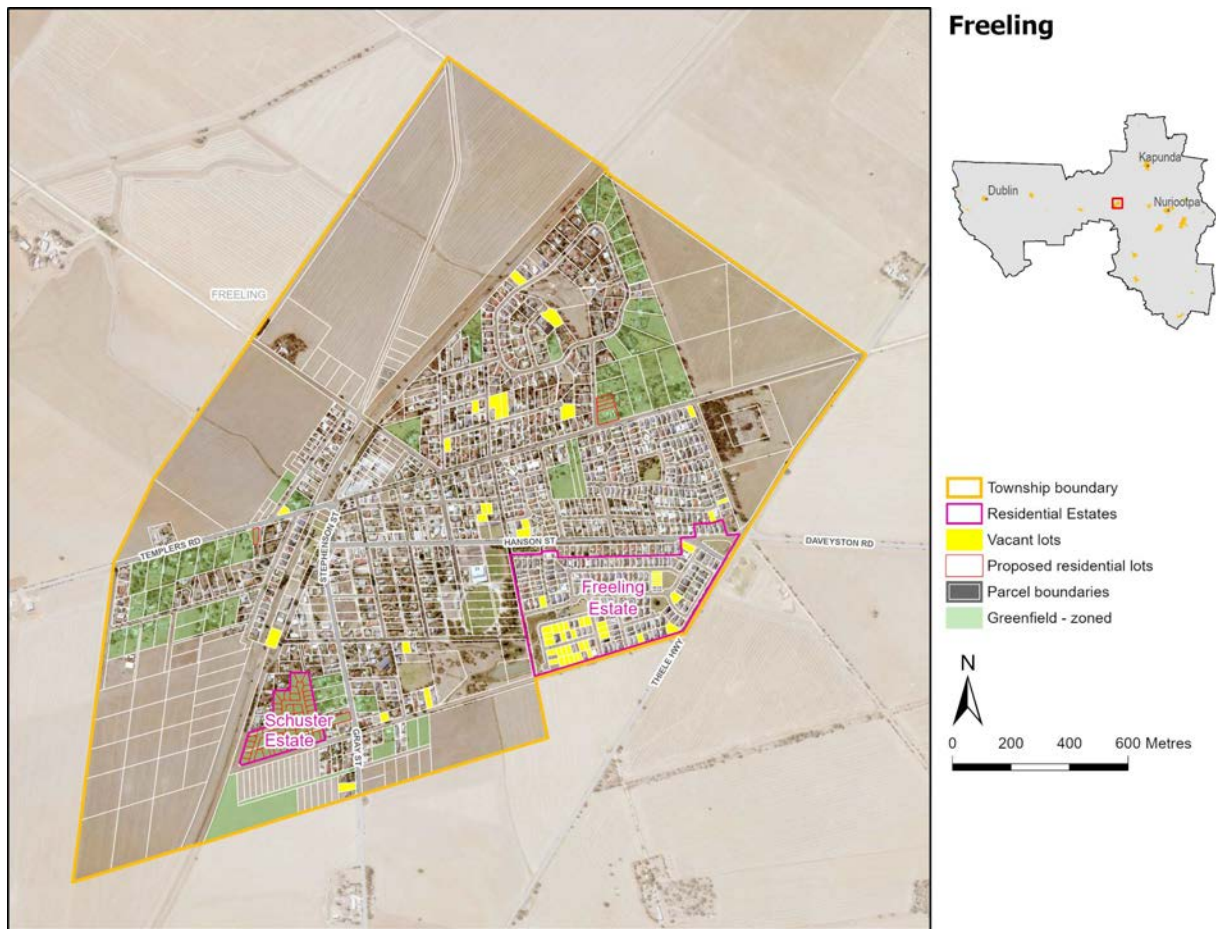 Freeling
Kapunda
Dublin
Nuriootpa
FREELING
TEMPLERS RD
STEPHENSON ST
HANSON ST
DAVEYSTON RD
Freeling
Estate
THIELE HWY
Schuster
Estate
GRAY ST
Township boundary
Residential Estates
Vacant lots
Proposed residential lots
Parcel boundaries
Greenfield - zoned
N
0 200 400 600 Metres